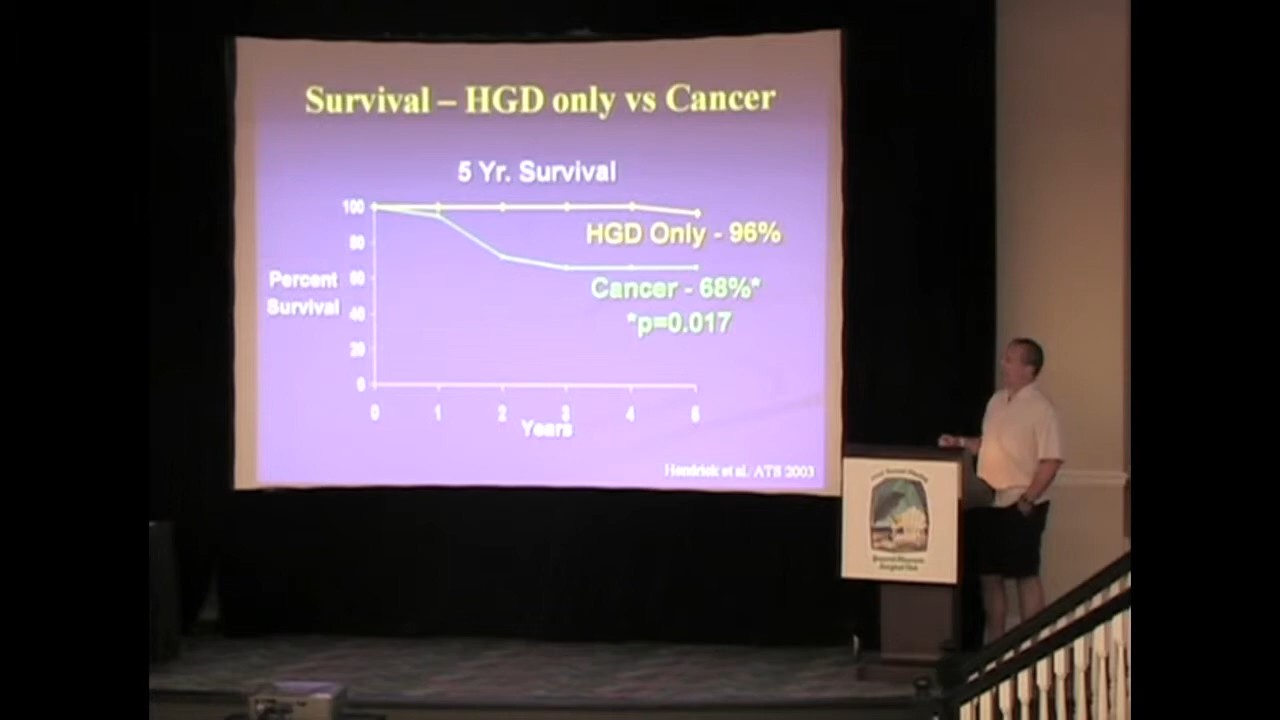 Survival – HGD only vs Cancer
5 Yr. Survival
100
80
60
40
20
0
Percent
Survival
HGD Only - 96%
Cancer - 68%*
*p=0.017
0 1 2 3 4 5
Years
et al. ATS 2003